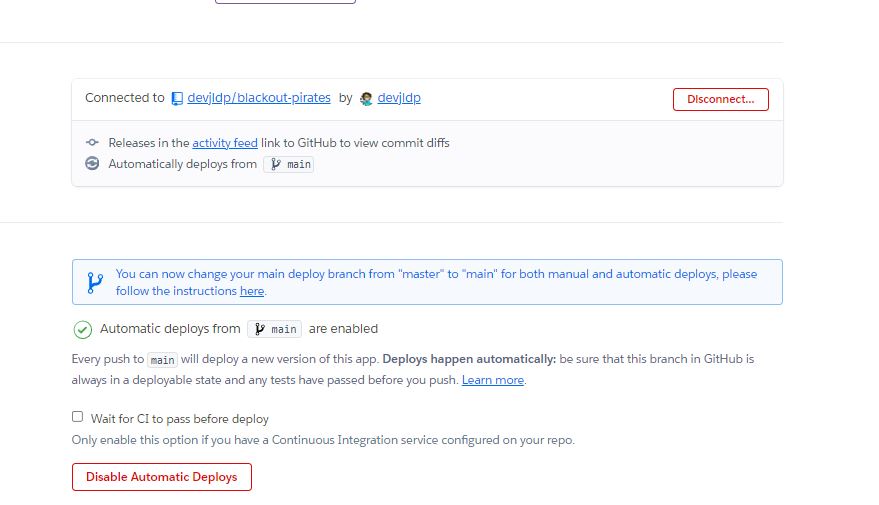 Connected to devjldp/blackout-pirates by devjldp Disconnect...
Releases in the activity feed link to GitHub to view commit diffs
Automatically deploys from main
You can now change your main deploy branch from "master" to "main" for both manual and automatic deploys, please
follow the instructions here.
Automatic deploys from main are enabled
Every push to main will deploy a new version of this app. Deploys happen automatically: be sure that this branch in GitHub is
always in a deployable state and any tests have passed before you push. Learn more.
Wait for CI to pass before deploy
Only enable this option if you have a Continuous Integration service configured on your repo.
Disable Automatic Deploys